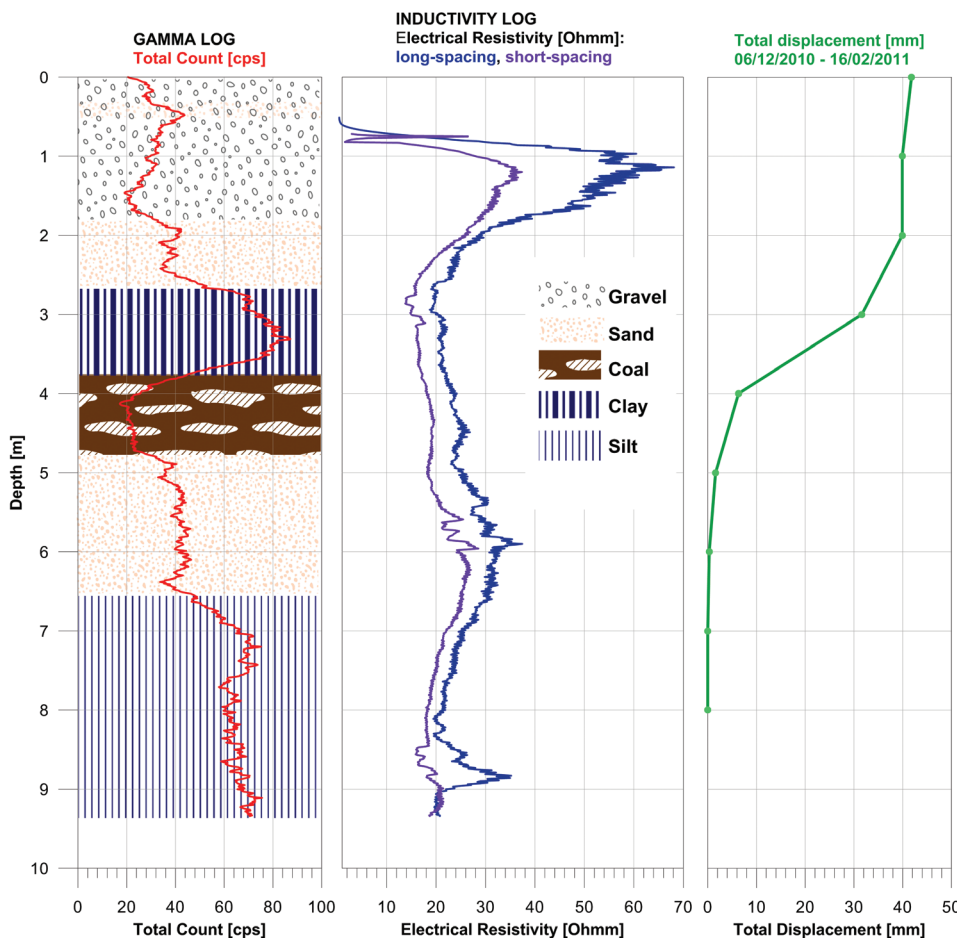 GAMMA LOG
Total Count [cps]
INDUCTIVITY LOG
Electrical Resistivity [Ohmm]:
long-spacing, short-spacing
Total displacement [mm]
06/12/2010 - 16/02/2011
Depth [m]
0
1
2
3
4
5
6
7
8
9
10
Gravel
Sand
Coal
Clay
Silt
0 20 40 60 80 100
Total Count [cps]
10 20 30 40 50 60 70
Electrical Resistivity [Ohmm]
0 10 20 30 40 50
Total Displacement [mm]